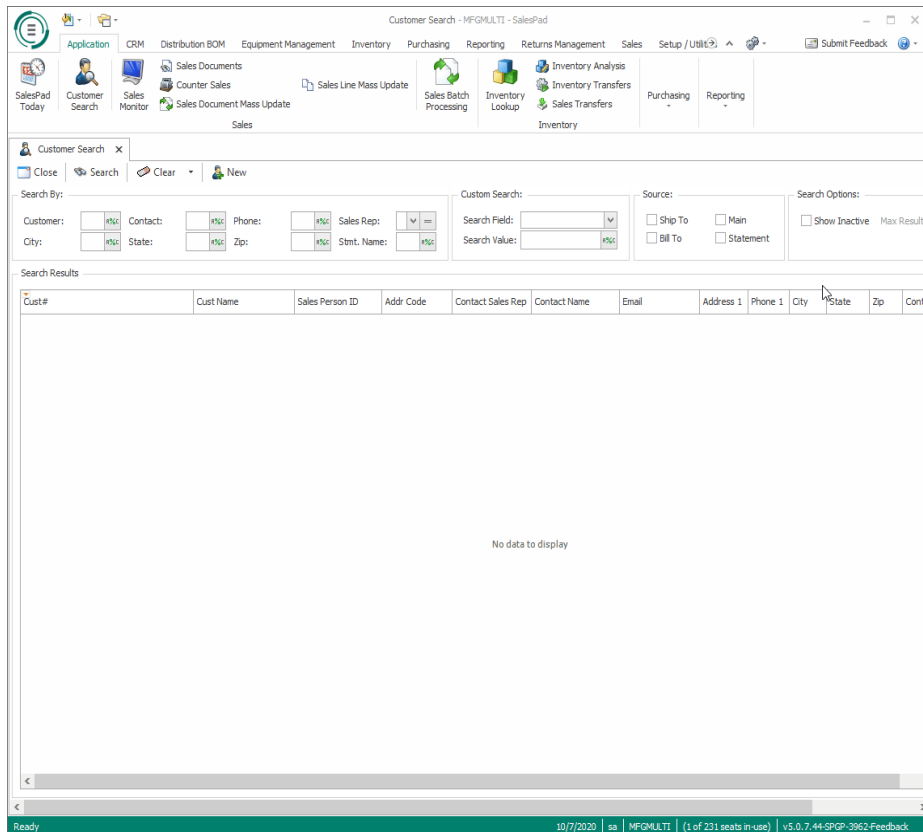 Customer Search - MFGMULTI - SalesPad
Application CRM Distribution BOM Equipment Management Inventory Purchasing Reporting Returns Management Sales Setup / Utilit Submit Feedback
SalesPad Today
Customer Search
Sales Monitor
Sales Documents
Counter Sales
Sales Document Mass Update
Sales Line Mass Update
Sales Batch Processing
Inventory Lookup
Inventory Analysis
Inventory Transfers
Sales Transfers
Purchasing
Reporting
Sales
Inventory
Customer Search X
Close Search Clear New
Search By: Custom Search: Source: Search Options:
Customer: Contact: Phone: Sales Rep: = Search Field: Ship To Main Show Inactive Max Result
City: State: Zip: Stmt. Name: Search Value: Bill To Statement
Search Results
Cust# Cust Name Sales Person ID Addr Code Contact Sales Rep Contact Name Email Address 1 Phone 1 City State Zip Cont
No data to display
Ready 10/7/2020 sa MFGMULTI (1 of 231 seats in-use) v5.0.7.44-SPGP-3962-Feedback